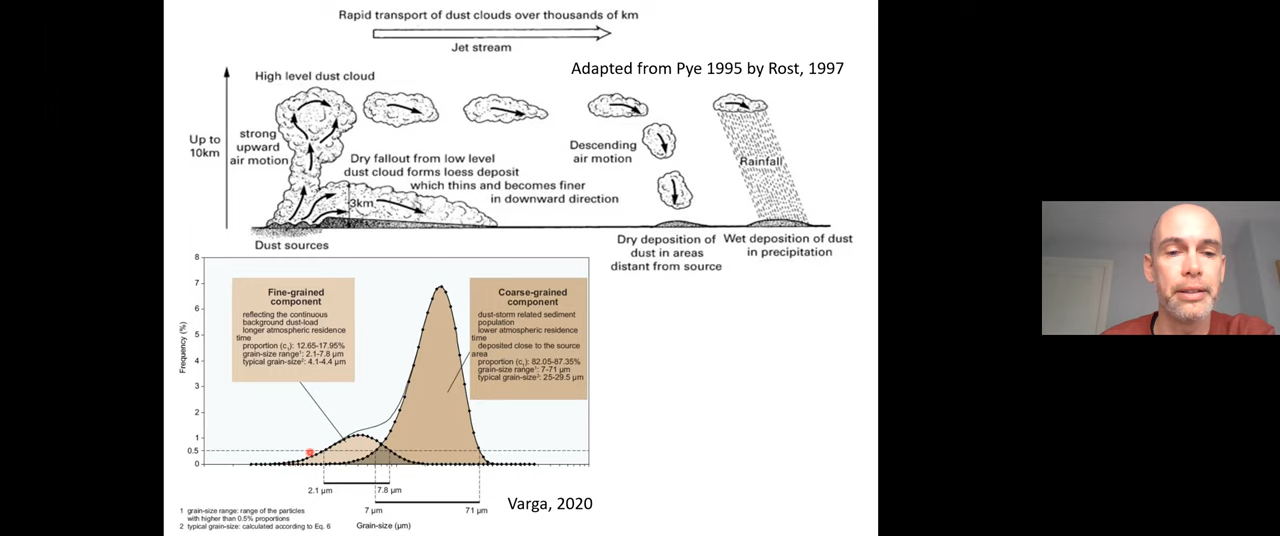 Rapid transport of dust clouds over thousands of km
Jet stream
Adapted from Pye 1995 by Rost, 1997
High level dust cloud
Up to
10km
strong
upward
air motion
Dry fallout from low level
dust cloud forms loess deposit
which thins and becomes finer
in downward direction
3km
Descending
air motion
Rainfall
Dust sources
Dry deposition of
dust in areas
distant from source
Wet deposition of dust
in precipitation
8
7
6
5
4
3
2
1
0.5
0
Frequency (%)
Fine-grained
component
reflecting the continuous
background dust-load
longer atmospheric residence
time
proportion (c₁): 12.65-17.95%
grain-size range¹: 2.1-7.8 µm
typical grain-size²: 4.1-4.4 µm
Coarse-grained
component
dust-storm related sediment
population
lower atmospheric residence
time
deposited close to the source
area
proportion (c₁): 82.05-87.35%
grain-size range¹: 7-71 µm
typical grain-size²: 25-29.5 µm
2.1 µm
7.8 µm
7 µm
71 µm
Grain-size (µm)
Varga, 2020
1 grain-size range: range of the particles
with higher than 0.5% proportions
2 typical grain-size: calculated according to Eq. 6